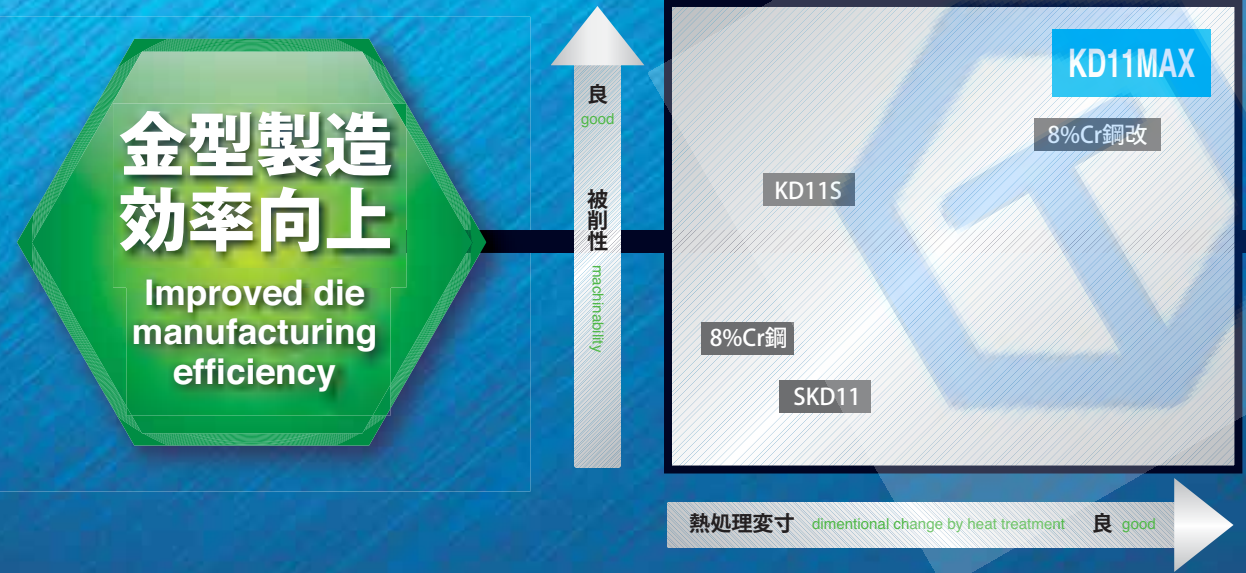 金型製造
効率向上
Improved die
manufacturing
efficiency
良
good
被削性
machinability
KD11MAX
8%Cr鋼改
KD11S
8%Cr鋼
SKD11
熱処理変寸 dimentional change by heat treatment 良 good